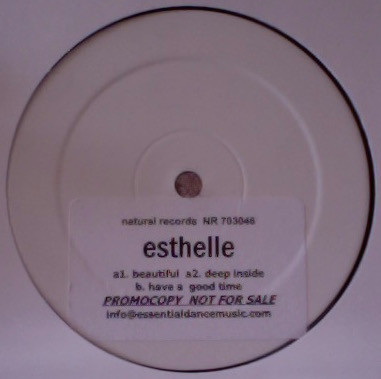 natural records NR 703046
esthelle
a1. beautiful a2. deep inside
b. have a good time
PROMOCOPY NOT FOR SALE
info@essentialdancemusic.com